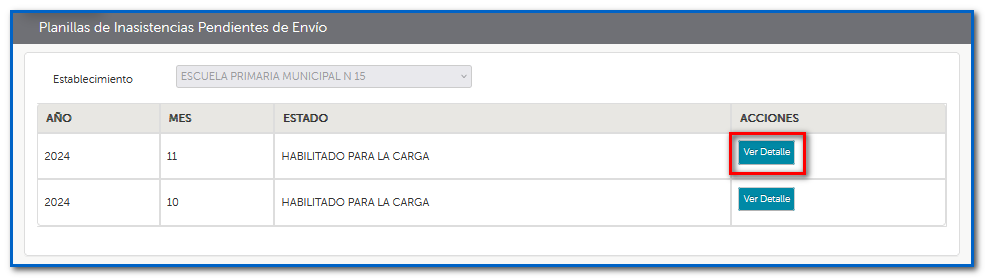 Planillas de Inasistencias Pendientes de Envío
Establecimiento ESCUELA PRIMARIA MUNICIPAL N 15
AÑO MES ESTADO ACCIONES
2024 11 HABILITADO PARA LA CARGA Ver Detalle
2024 10 HABILITADO PARA LA CARGA Ver Detalle